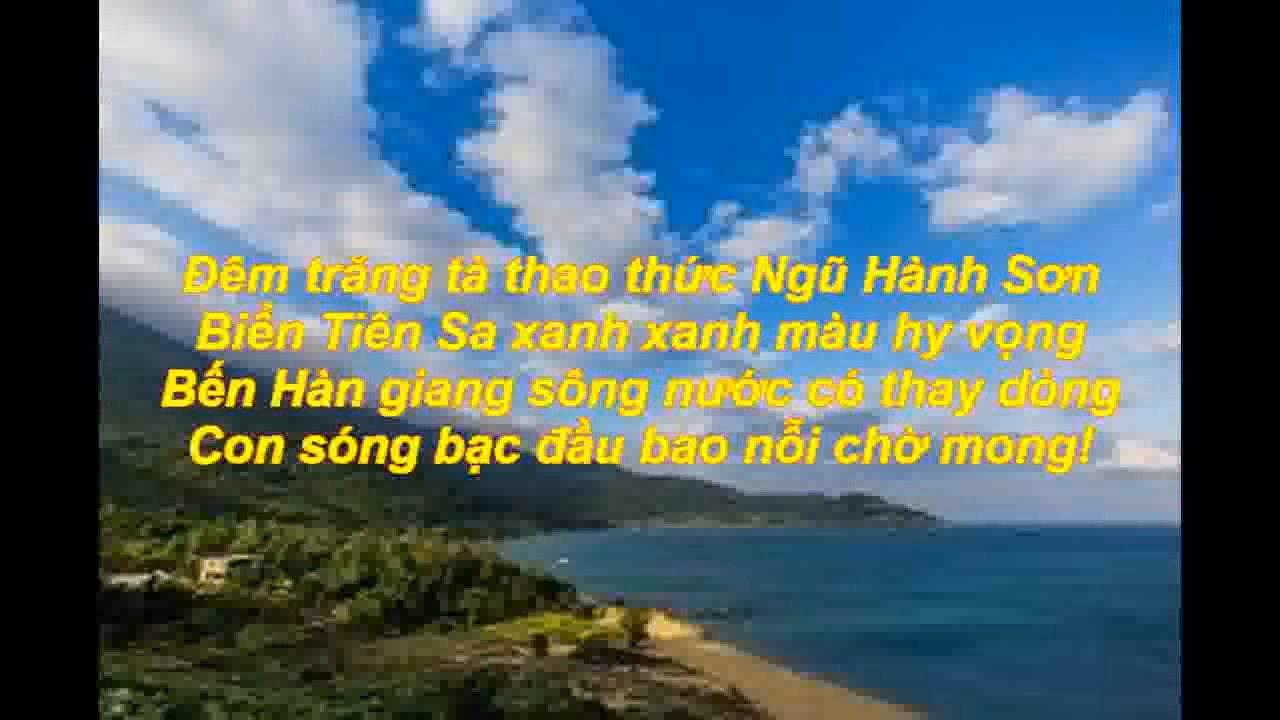 Đêm trăng tà thao thức Ngũ Hành Sơn
Biển Tiên Sa xanh xanh màu hy vọng
Bến Hàn giang sông nước có thay dòng
Con sóng bạc đầu bao nỗi chờ mong!